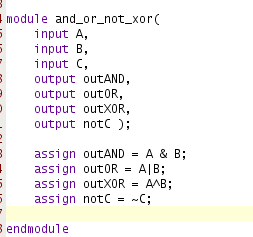 module and_or_not_xor(
    input A,
    input B,
    input C,
    output outAND,
    output outOR,
    output outXOR,
    output notC );

    assign outAND = A & B;
    assign outOR = A|B;
    assign outXOR = A^B;
    assign notC = ~C;

endmodule